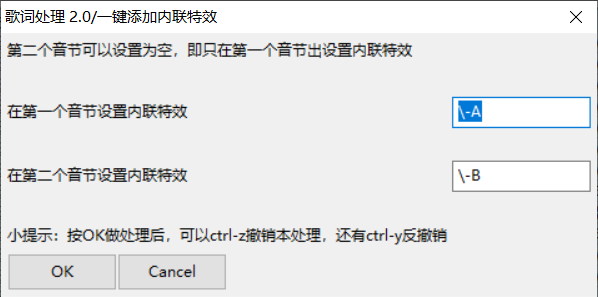 歌词处理 2.0/一键添加内联特效
第二个音节可以设置为空，即只在第一个音节出设置内联特效
在第一个音节设置内联特效
\-A
在第二个音节设置内联特效
\-B
小提示：按OK做处理后，可以ctrl-z撤销本处理，还有ctrl-y反撤销
OK
Cancel